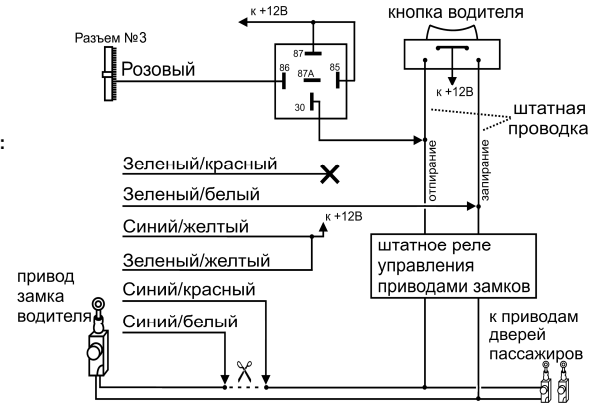 к +12В
кнопка водителя
Разъем №3
87
Розовый
86
87А
85
к +12В
30
штатная
проводка
:
отпирание
запирание
Зеленый/красный
Зеленый/белый
к +12В
Синий/желтый
штатное реле
управления
приводами замков
Зеленый/желтый
привод
замка
водителя
Синий/красный
Синий/белый
к приводам
дверей
пассажиров